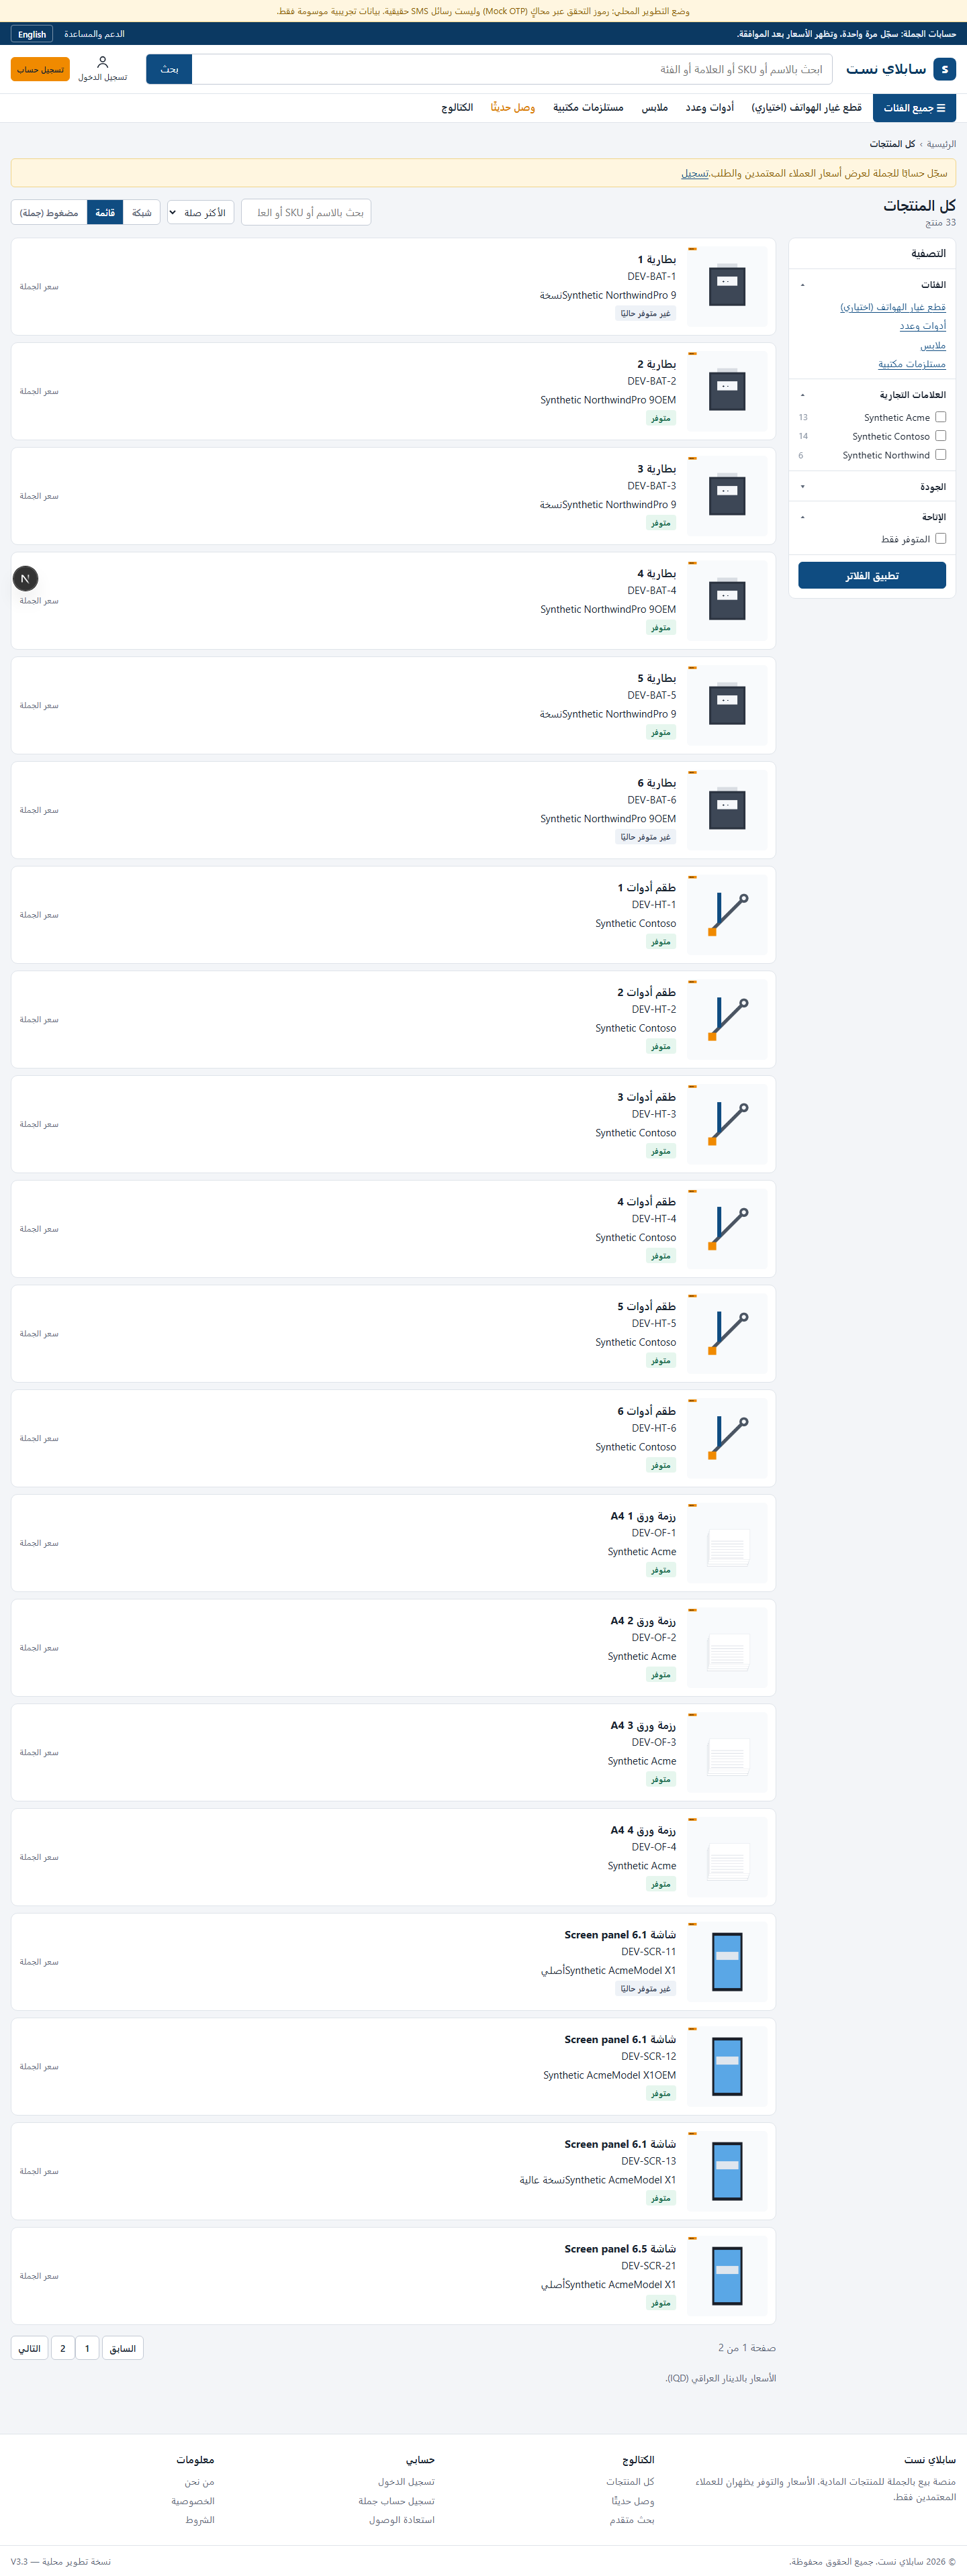 وضع التطوير المحلي: رموز التحقق عبر محاكٍ (Mock OTP) وليست رسائل SMS حقيقية. بيانات تجريبية موسومة فقط.
حسابات الجملة: سجّل مرة واحدة، وتظهر الأسعار بعد الموافقة.
الدعم والمساعدة
English
S
سابلاي نست
ابحث بالاسم أو SKU أو العلامة أو الفئة
بحث
تسجيل الدخول
تسجيل حساب
☰ جميع الفئات
قطع غيار الهواتف (اختياري)
أدوات وعدد
ملابس
مستلزمات مكتبية
وصل حديثًا
الكتالوج
الرئيسية › كل المنتجات
سجّل حسابًا للجملة لعرض أسعار العملاء المعتمدين والطلب.تسجيل
كل المنتجات
33 منتج
بحث بالاسم أو SKU أو العلا
الأكثر صلة
شبكة
قائمة
مضغوط (جملة)
التصفية
الفئات
قطع غيار الهواتف (اختياري)
أدوات وعدد
ملابس
مستلزمات مكتبية
العلامات التجارية
Synthetic Acme 13
Synthetic Contoso 14
Synthetic Northwind 6
الجودة
الإتاحة
المتوفر فقط
تطبيق الفلاتر
بطارية 1
DEV-BAT-1
Synthetic NorthwindPro 9نسخة
غير متوفر حاليًا
سعر الجملة
بطارية 2
DEV-BAT-2
Synthetic NorthwindPro 9OEM
متوفر
سعر الجملة
بطارية 3
DEV-BAT-3
Synthetic NorthwindPro 9نسخة
متوفر
سعر الجملة
بطارية 4
DEV-BAT-4
Synthetic NorthwindPro 9OEM
متوفر
سعر الجملة
N
بطارية 5
DEV-BAT-5
Synthetic NorthwindPro 9نسخة
متوفر
سعر الجملة
بطارية 6
DEV-BAT-6
Synthetic NorthwindPro 9OEM
غير متوفر حاليًا
سعر الجملة
طقم أدوات 1
DEV-HT-1
Synthetic Contoso
متوفر
سعر الجملة
طقم أدوات 2
DEV-HT-2
Synthetic Contoso
متوفر
سعر الجملة
طقم أدوات 3
DEV-HT-3
Synthetic Contoso
متوفر
سعر الجملة
طقم أدوات 4
DEV-HT-4
Synthetic Contoso
متوفر
سعر الجملة
طقم أدوات 5
DEV-HT-5
Synthetic Contoso
متوفر
سعر الجملة
طقم أدوات 6
DEV-HT-6
Synthetic Contoso
متوفر
سعر الجملة
رزمة ورق A4 1
DEV-OF-1
Synthetic Acme
متوفر
سعر الجملة
رزمة ورق A4 2
DEV-OF-2
Synthetic Acme
متوفر
سعر الجملة
رزمة ورق A4 3
DEV-OF-3
Synthetic Acme
متوفر
سعر الجملة
رزمة ورق A4 4
DEV-OF-4
Synthetic Acme
متوفر
سعر الجملة
شاشة Screen panel 6.1
DEV-SCR-11
Synthetic AcmeModel X1أصلي
غير متوفر حاليًا
سعر الجملة
شاشة Screen panel 6.1
DEV-SCR-12
Synthetic AcmeModel X1OEM
متوفر
سعر الجملة
شاشة Screen panel 6.1
DEV-SCR-13
Synthetic AcmeModel X1نسخة عالية
متوفر
سعر الجملة
شاشة Screen panel 6.5
DEV-SCR-21
Synthetic AcmeModel X1أصلي
متوفر
سعر الجملة
صفحة 1 من 2
السابق
1
2
التالي
الأسعار بالدينار العراقي (IQD).
سابلاي نست
منصة بيع بالجملة للمنتجات المادية. الأسعار والتوفر يظهران للعملاء
المعتمدين فقط.
الكتالوج
كل المنتجات
وصل حديثًا
بحث متقدم
حسابي
تسجيل الدخول
تسجيل حساب جملة
استعادة الوصول
معلومات
من نحن
الخصوصية
الشروط
© 2026 سابلاي نست. جميع الحقوق محفوظة.
نسخة تطوير محلية — V3.3